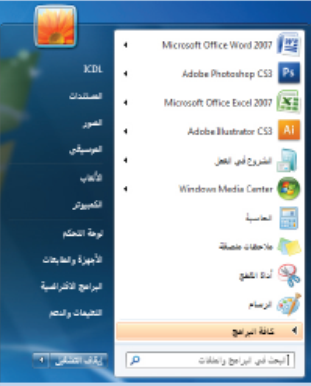 Microsoft Office Word 2007
Adobe Photoshop CS3
Microsoft Office Excel 2007
Adobe Illustrator CS3
الشروع في العمل
Windows Media Center
الحاسبة
ملاحظات ملصقة
أداة القطع
الرسام
كافة البرامج
البحث في البرامج والملفات
ICDL
المستندات
الصور
الموسيقى
الألعاب
الكمبيوتر
لوحة التحكم
الأجهزة والطابعات
البرامج الافتراضية
التعليمات والدعم
إيقاف التشغيل